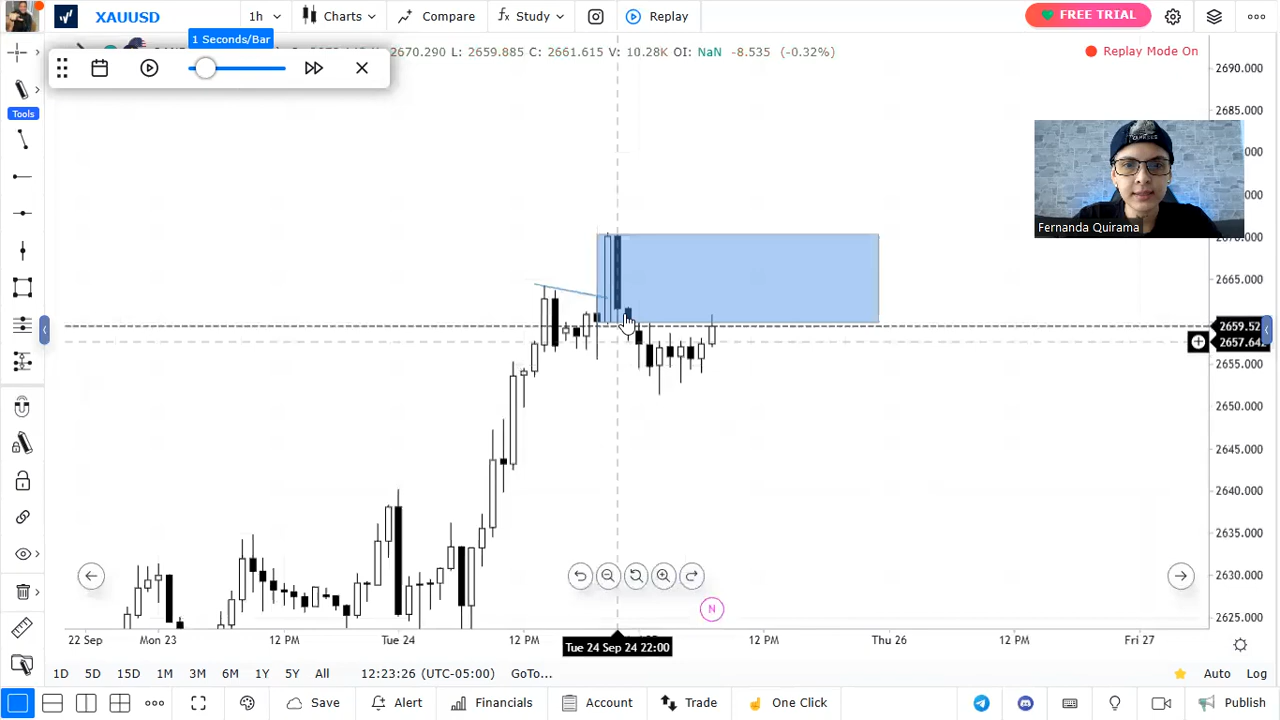 XAUUSD
1h
Charts
Compare
Study
Replay
FREE TRIAL
1 Seconds/Bar
2670.290 L: 2659.885 C: 2661.615 V: 10.28K OI: NaN -8.535 (-0.32%)
Replay Mode On
Tools
Fernanda Quirama
2690.000
2685.000
2665.000
2659.52
2657.642
2655.000
2650.000
2645.000
2640.000
2635.000
2630.000
2625.000
N
22 Sep
Mon 23
12 PM
Tue 24
12 PM
Tue 24 Sep 24 22:00
12 PM
Thu 26
12 PM
Fri 27
1D 5D 15D 1M 3M 6M 1Y 5Y All 12:23:26 (UTC-05:00) GoTo...
Auto Log
Save
Alert
Financials
Account
Trade
One Click
Publish